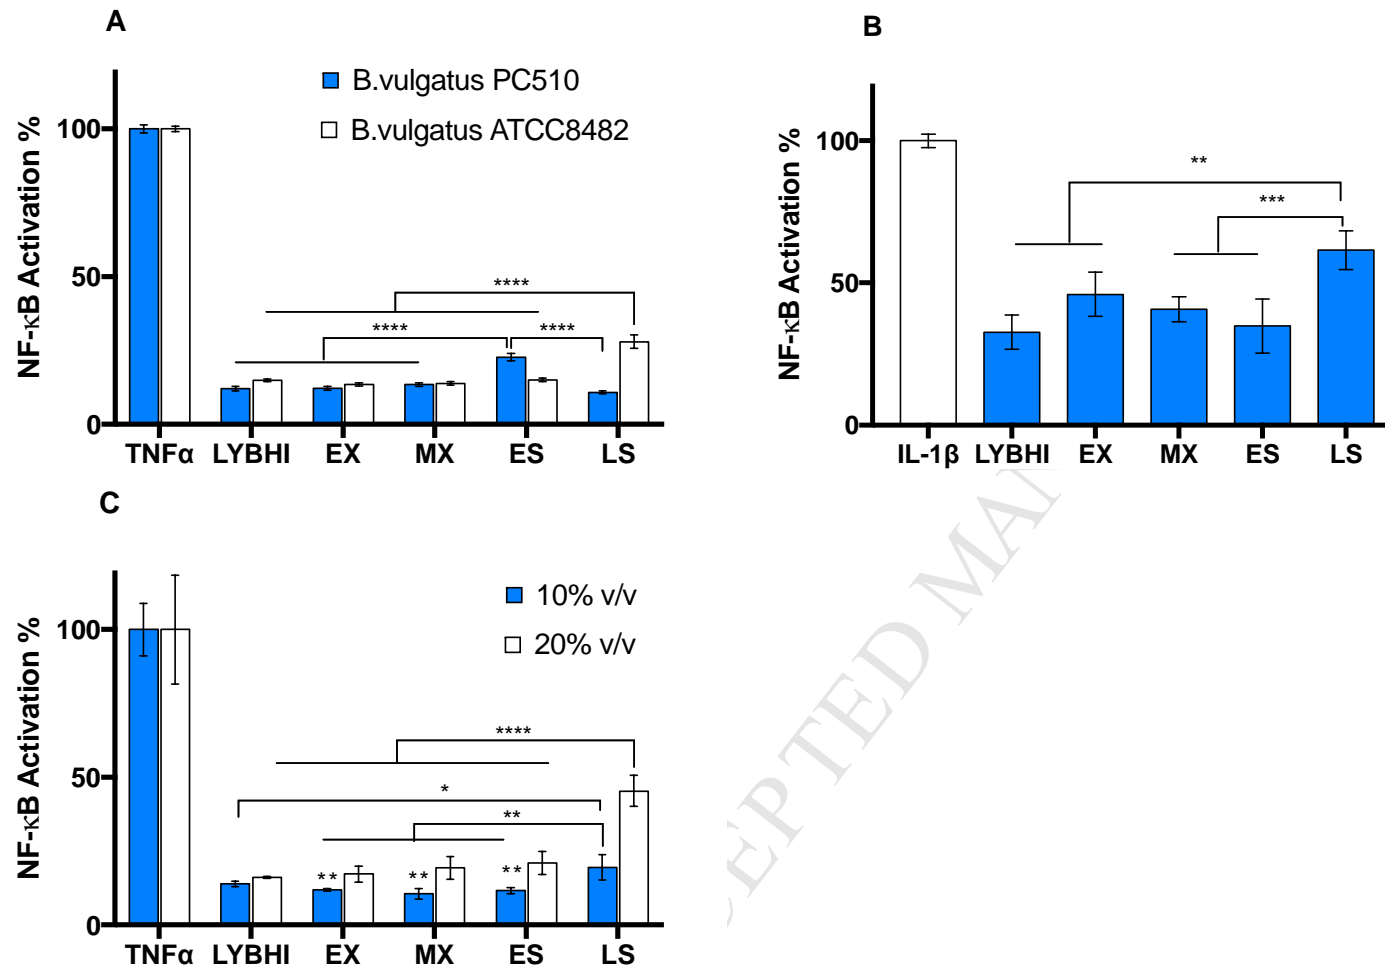 A
B.vulgatus PC510
B.vulgatus ATCC8482
NF-κB Activation %
100
50
0
****
****
****
TNFα LYBHI EX MX ES LS
B
NF-κB Activation %
100
50
0
**
***
IL-1β LYBHI EX MX ES LS
C
10% v/v
20% v/v
NF-κB Activation %
100
50
0
****
*
**
** ** **
TNFα LYBHI EX MX ES LS